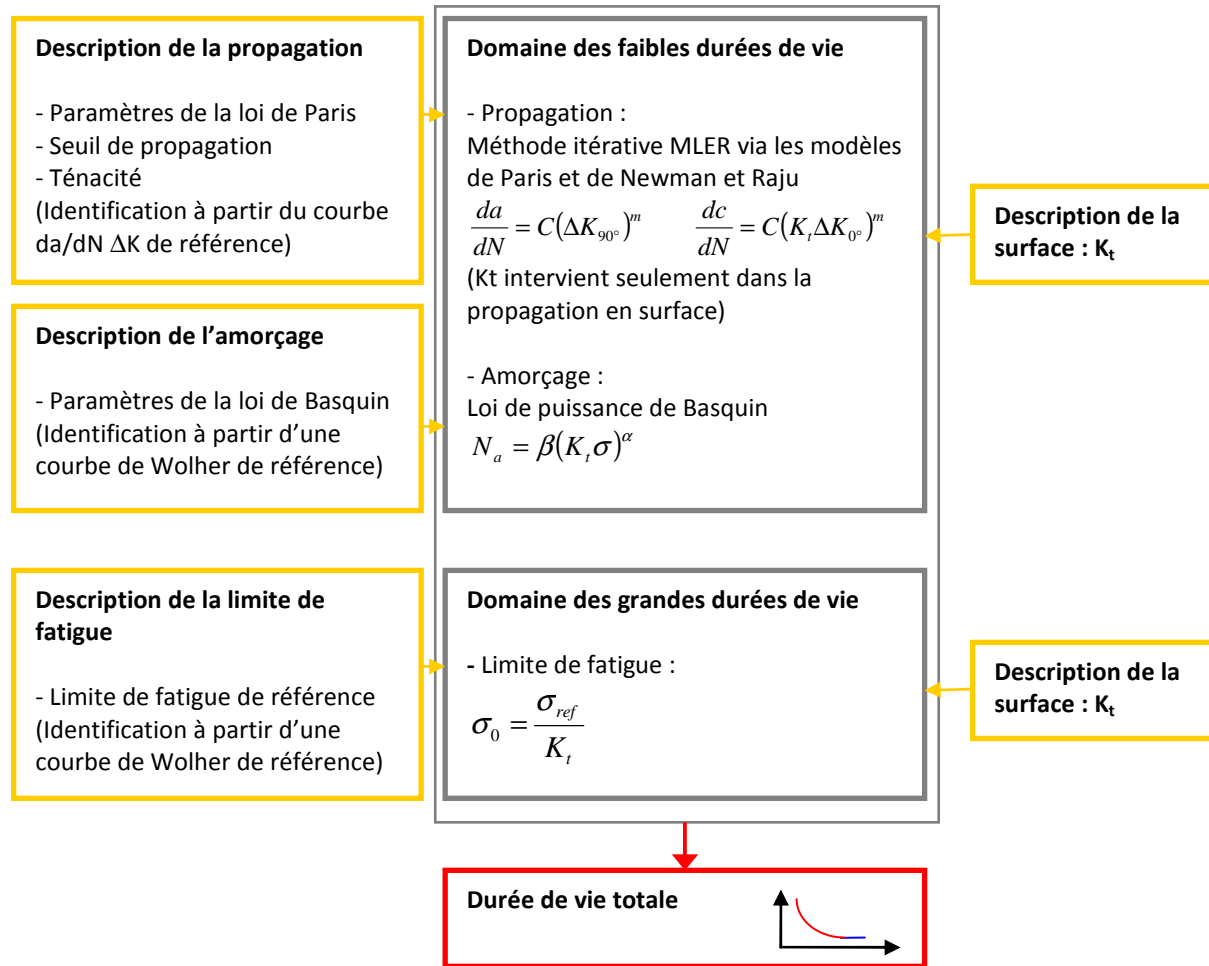 Description de la propagation
- Paramètres de la loi de Paris
- Seuil de propagation
- Ténacité
(Identification à partir du courbe
da/dN ΔK de référence)
Description de l'amorçage
- Paramètres de la loi de Basquin
(Identification à partir d'une
courbe de Wolher de référence)
Domaine des faibles durées de vie
- Propagation :
Méthode itérative MLER via les modèles
de Paris et de Newman et Raju
da/dN = C(ΔK₉₀°)ᵐ dc/dN = C(KₜΔK₀°)ᵐ
(Kt intervient seulement dans la
propagation en surface)
- Amorçage :
Loi de puissance de Basquin
Nₐ = β(Kₜσ)^α
Description de la
surface : Kₜ
Description de la limite de
fatigue
- Limite de fatigue de référence
(Identification à partir d'une
courbe de Wolher de référence)
Domaine des grandes durées de vie
- Limite de fatigue :
σ₀ = σ_ref/Kₜ
Description de la
surface : Kₜ
Durée de vie totale